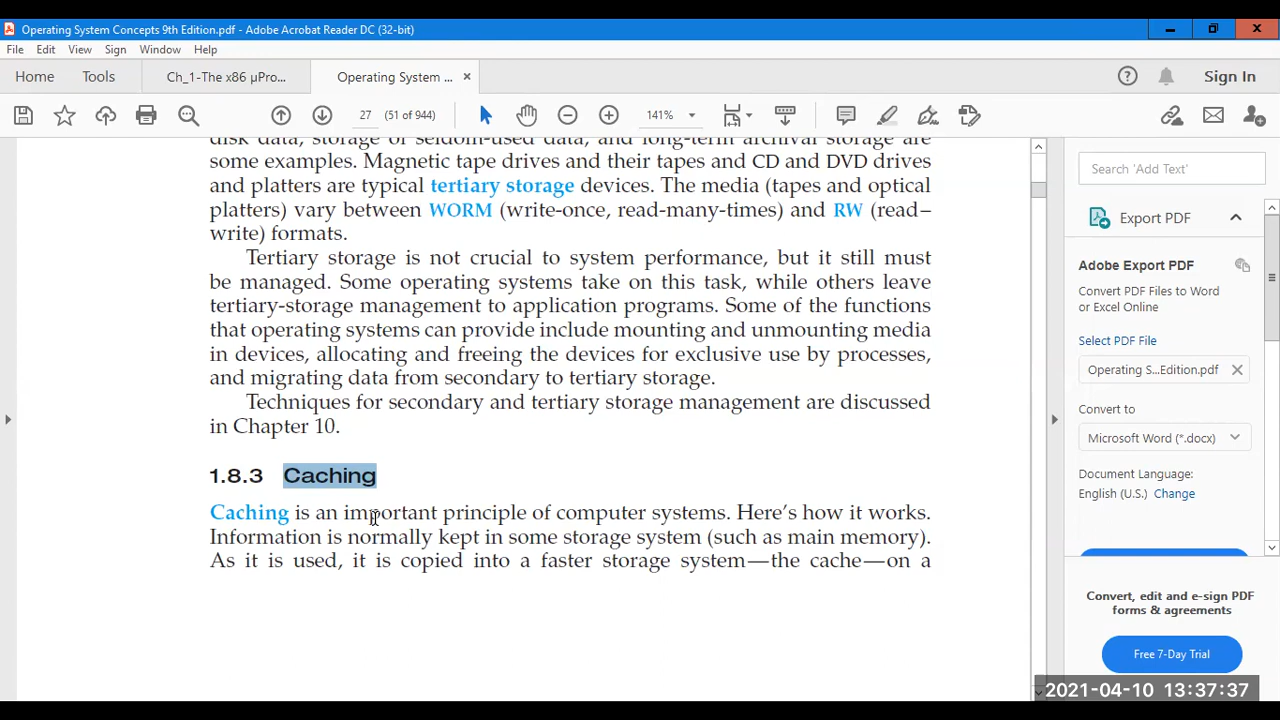 Operating System Concepts 9th Edition.pdf - Adobe Acrobat Reader DC (32-bit)
File Edit View Sign Window Help
Home Tools Ch_1-The x86 µPro... Operating System ... × Sign In
27 (51 of 944) 141%
disk data, storage of seldom-used data, and long-term archival storage are
some examples. Magnetic tape drives and their tapes and CD and DVD drives
and platters are typical tertiary storage devices. The media (tapes and optical
platters) vary between WORM (write-once, read-many-times) and RW (read–
write) formats.
Tertiary storage is not crucial to system performance, but it still must
be managed. Some operating systems take on this task, while others leave
tertiary-storage management to application programs. Some of the functions
that operating systems can provide include mounting and unmounting media
in devices, allocating and freeing the devices for exclusive use by processes,
and migrating data from secondary to tertiary storage.
Techniques for secondary and tertiary storage management are discussed
in Chapter 10.
1.8.3 Caching
Caching is an important principle of computer systems. Here's how it works.
Information is normally kept in some storage system (such as main memory).
As it is used, it is copied into a faster storage system—the cache—on a
Search 'Add Text'
Export PDF
Adobe Export PDF
Convert PDF Files to Word
or Excel Online
Select PDF File
Operating S...Edition.pdf
Convert to
Microsoft Word (*.docx)
Document Language:
English (U.S.) Change
Convert, edit and e-sign PDF
forms & agreements
Free 7-Day Trial
2021-04-10 13:37:37